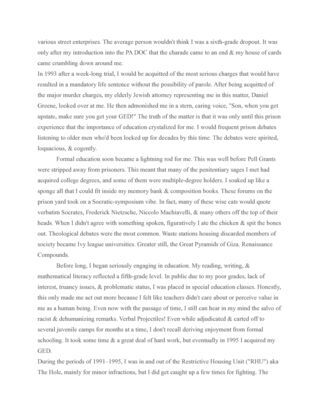 various street enterprises. The average person wouldn't think I was a sixth-grade dropout. It was
only after my introduction into the PA DOC that the charade came to an end & my house of cards
came crumbling down around me.
In 1993 after a week-long trial, I would be acquitted of the most serious charges that would have
resulted in a mandatory life sentence without the possibility of parole. After being acquitted of
the major murder charges, my elderly Jewish attorney representing me in this matter, Daniel
Greene, looked over at me. He then admonished me in a stern, caring voice, "Son, when you get
upstate, make sure you get your GED!" The truth of the matter is that it was only through this prison
experience that the importance of education crystalized for me. I would frequent prison debates
listening to older men who'd been locked up for decades by this time. The debates were spirited,
loquacious, & cogently.
Formal education soon became a lightning rod for me. This was well before Pell Grants
were stripped away from prisoners. This meant that many of the penitentiary sages I met had
acquired college degrees, and some of them were multiple-degree holders. I soaked up like a
sponge all that I could fit inside my memory bank & composition books. These forums on the
prison yard took on a Socratic-symposium vibe. In fact, many of these wise cats would quote
verbatim Socrates, Frederick Nietzsche, Niccolo Machiavelli, & many others off the top of their
heads. When I didn't agree with something spoken, figuratively I ate the chicken & spit the bones
out. Theological debates were the most common. Waste stations housing discarded members of
society became Ivy league universities. Greater still, the Great Pyramids of Giza. Renaissance
Compounds.
Before long, I began seriously engaging in education. My reading, writing, &
mathematical literacy reflected a fifth-grade level. In public due to my poor grades, lack of
interest, truancy issues, & problematic status, I was placed in special education classes. Honestly,
this only made me act out more because I felt like teachers didn't care about or perceive value in
me as a human being. Even now with the passage of time, I still can hear in my mind the salvo of
racist & dehumanizing remarks. Verbal Projectiles! Even while adjudicated & carted off to
several juvenile camps for months at a time, I don't recall deriving enjoyment from formal
schooling. It took some time & a great deal of hard work, but eventually in 1995 I acquired my
GED.
During the periods of 1991–1995, I was in and out of the Restrictive Housing Unit ("RHU") aka
The Hole, mainly for minor infractions, but I did get caught up a few times for fighting. The